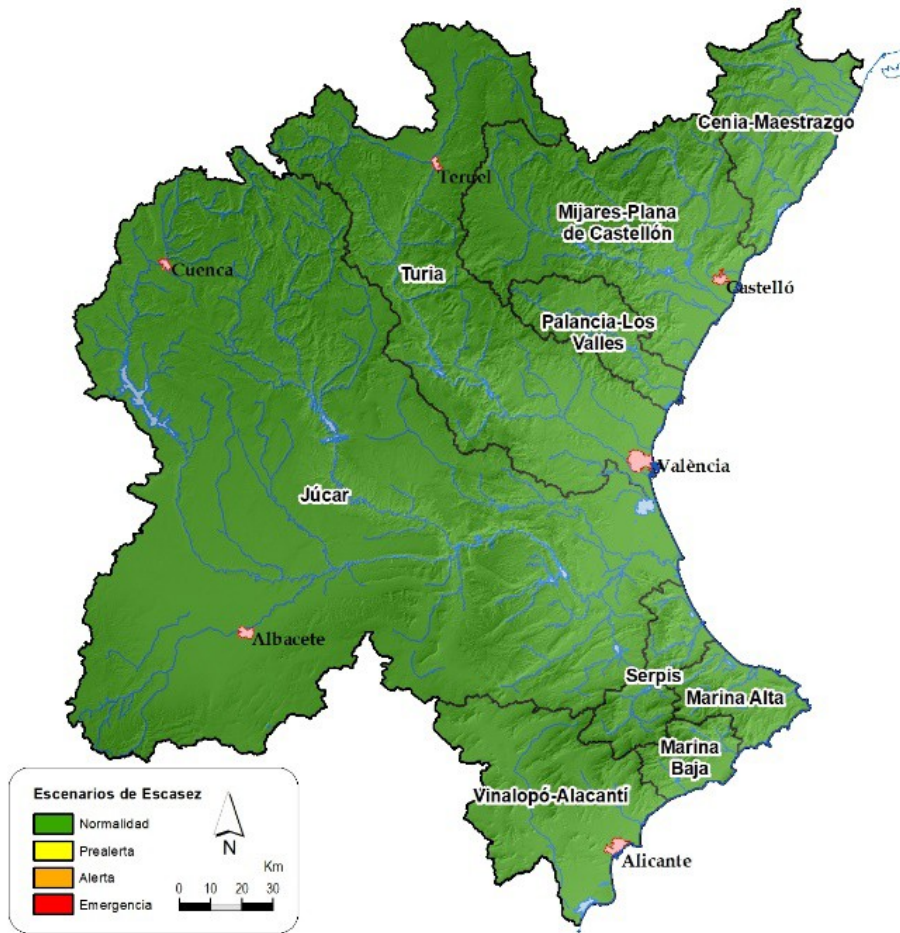 Cenia-Maestrazgo
Teruel
Mijares-Plana
de Castellón
Cuenca
Turia
Castelló
Palancia-Los
Valles
València
Júcar
Albacete
Serpis
Marina Alta
Marina
Baja
Vinalopó-Alacantí
Alicante
Escenarios de Escasez
Normalidad
Prealerta
Alerta
Emergencia
N
Km
0 10 20 30